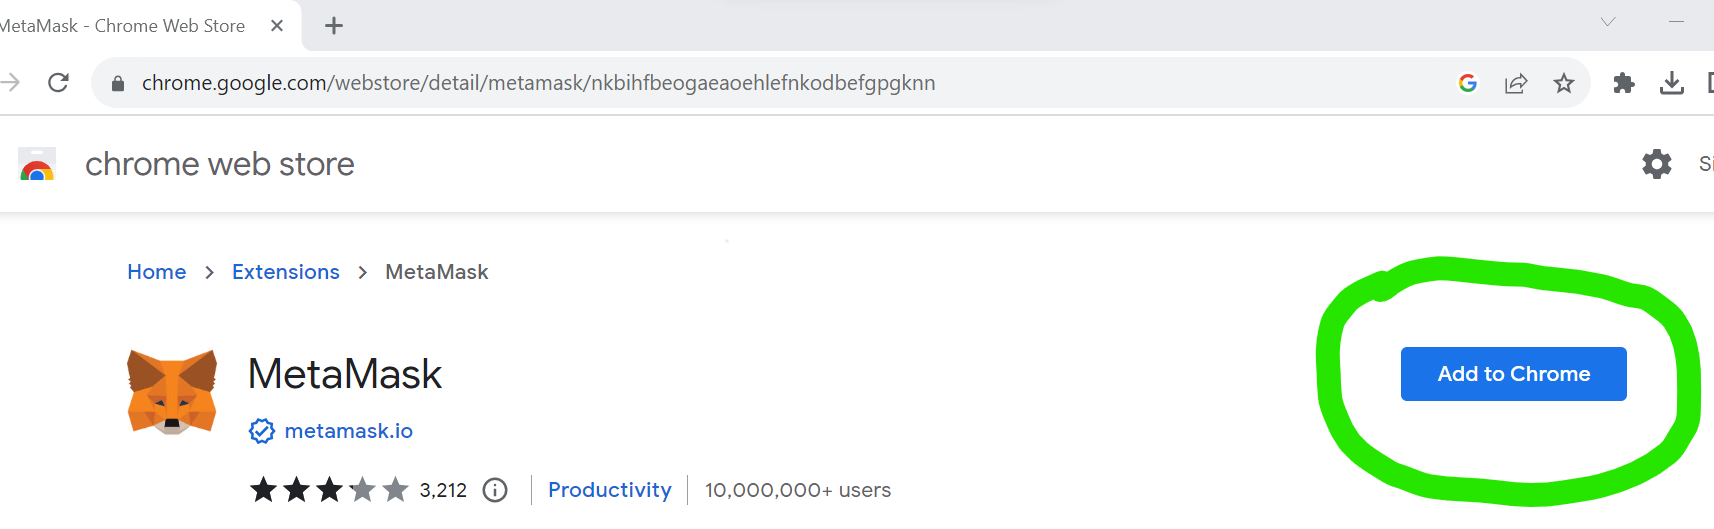 MetaMask - Chrome Web Store
chrome.google.com/webstore/detail/metamask/nkbihfbeogaeaoehlefnkodbefgpgknn
chrome web store
Home > Extensions > MetaMask
MetaMask
Add to Chrome
metamask.io
3,212 Productivity 10,000,000+ users